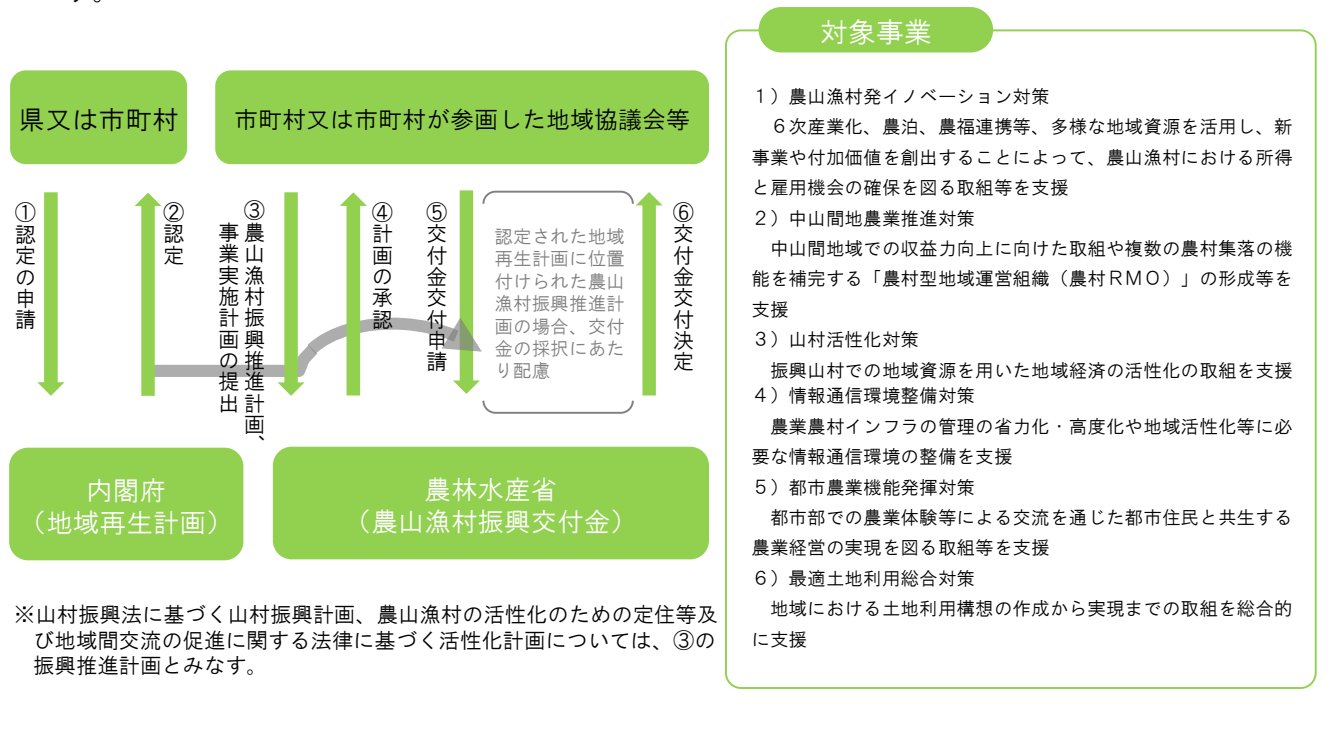 す。
県又は市町村
市町村又は市町村が参画した地域協議会等
①認定の申請
②認定
③農山漁村振興推進計画、
事業実施計画の提出
④計画の承認
⑤交付金交付申請
認定された地域
再生計画に位置
付けられた農山
漁村振興推進計
画の場合、交付
金の採択にあた
り配慮
⑥交付金交付決定
内閣府
（地域再生計画）
農林水産省
（農山漁村振興交付金）
※山村振興法に基づく山村振興計画、農山漁村の活性化のための定住等及
び地域間交流の促進に関する法律に基づく活性化計画については、③の
振興推進計画とみなす。
対象事業
１）農山漁村発イノベーション対策
６次産業化、農泊、農福連携等、多様な地域資源を活用し、新
事業や付加価値を創出することによって、農山漁村における所得
と雇用機会の確保を図る取組等を支援
２）中山間地農業推進対策
中山間地域での収益力向上に向けた取組や複数の農村集落の機
能を補完する「農村型地域運営組織（農村ＲＭＯ）」の形成等を
支援
３）山村活性化対策
振興山村での地域資源を用いた地域経済の活性化の取組を支援
４）情報通信環境整備対策
農業農村インフラの管理の省力化・高度化や地域活性化等に必
要な情報通信環境の整備を支援
５）都市農業機能発揮対策
都市部での農業体験等による交流を通じた都市住民と共生する
農業経営の実現を図る取組等を支援
６）最適土地利用総合対策
地域における土地利用構想の作成から実現までの取組を総合的
に支援